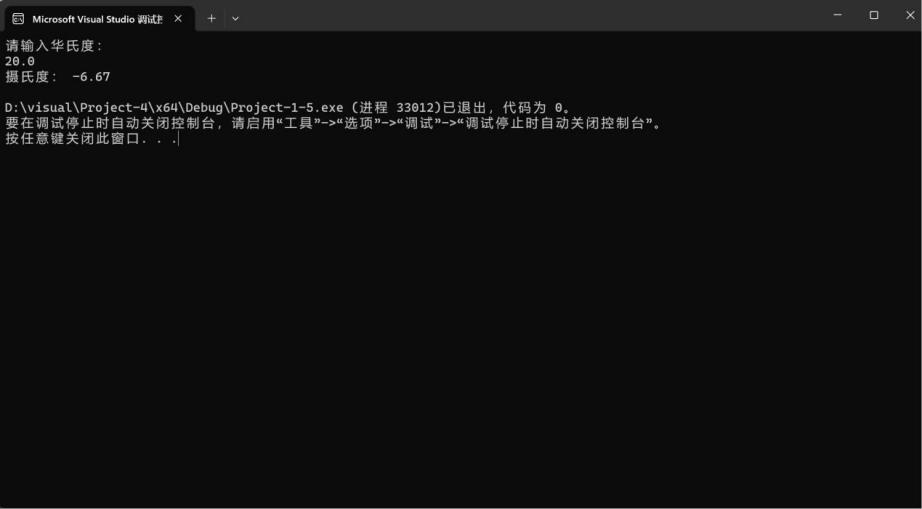 Microsoft Visual Studio 调试控
请输入华氏度：
20.0
摄氏度： -6.67
D:\visual\Project-4\x64\Debug\Project-1-5.exe (进程 33012)已退出，代码为 0。
要在调试停止时自动关闭控制台，请启用“工具”->“选项”->“调试”->“调试停止时自动关闭控制台”。
按任意键关闭此窗口. . .